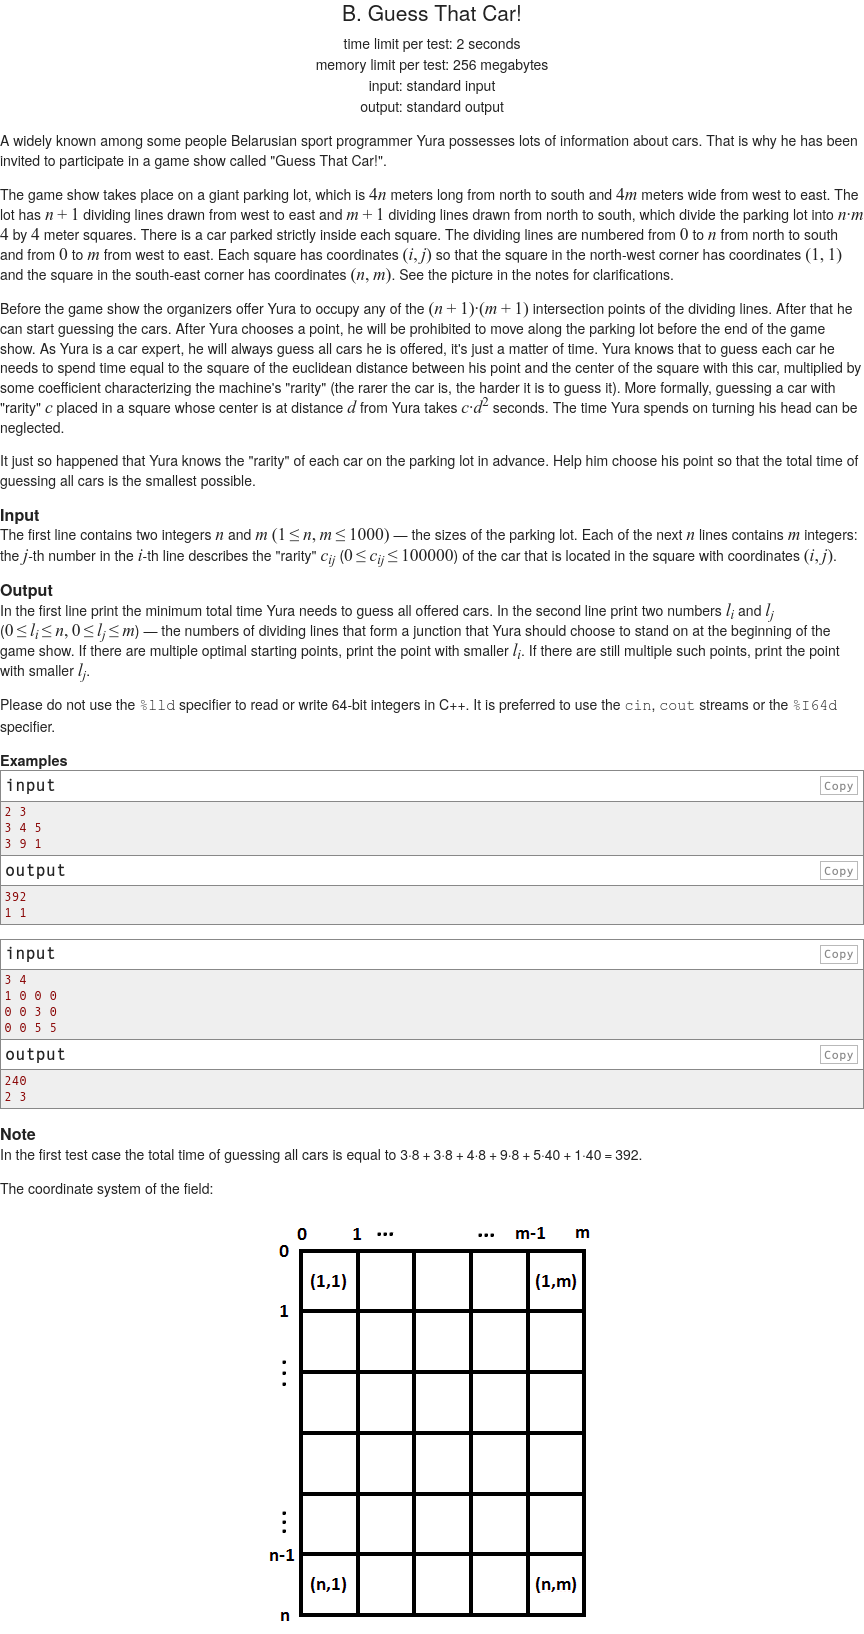 B. Guess That Car!
time limit per test: 2 seconds
memory limit per test: 256 megabytes
input: standard input
output: standard output
A widely known among some people Belarusian sport programmer Yura possesses lots of information about cars. That is why he has been
invited to participate in a game show called "Guess That Car!".
The game show takes place on a giant parking lot, which is 4n meters long from north to south and 4m meters wide from west to east. The
lot has n + 1 dividing lines drawn from west to east and m + 1 dividing lines drawn from north to south, which divide the parking lot into n·m
4 by 4 meter squares. There is a car parked strictly inside each square. The dividing lines are numbered from 0 to n from north to south
and from 0 to m from west to east. Each square has coordinates (i, j) so that the square in the north-west corner has coordinates (1, 1)
and the square in the south-east corner has coordinates (n, m). See the picture in the notes for clarifications.
Before the game show the organizers offer Yura to occupy any of the (n + 1)·(m + 1) intersection points of the dividing lines. After that he
can start guessing the cars. After Yura chooses a point, he will be prohibited to move along the parking lot before the end of the game
show. As Yura is a car expert, he will always guess all cars he is offered, it's just a matter of time. Yura knows that to guess each car he
needs to spend time equal to the square of the euclidean distance between his point and the center of the square with this car, multiplied by
some coefficient characterizing the machine's "rarity" (the rarer the car is, the harder it is to guess it). More formally, guessing a car with
"rarity" c placed in a square whose center is at distance d from Yura takes c·d² seconds. The time Yura spends on turning his head can be
neglected.
It just so happened that Yura knows the "rarity" of each car on the parking lot in advance. Help him choose his point so that the total time of
guessing all cars is the smallest possible.
Input
The first line contains two integers n and m (1 ≤ n, m ≤ 1000) — the sizes of the parking lot. Each of the next n lines contains m integers:
the j-th number in the i-th line describes the "rarity" cij (0 ≤ cij ≤ 100000) of the car that is located in the square with coordinates (i, j).
Output
In the first line print the minimum total time Yura needs to guess all offered cars. In the second line print two numbers li and lj
(0 ≤ li ≤ n, 0 ≤ lj ≤ m) — the numbers of dividing lines that form a junction that Yura should choose to stand on at the beginning of the
game show. If there are multiple optimal starting points, print the point with smaller li. If there are still multiple such points, print the point
with smaller lj.
Please do not use the %lld specifier to read or write 64-bit integers in C++. It is preferred to use the cin, cout streams or the %I64d
specifier.
Examples
input Copy
2 3
3 4 5
3 9 1
output Copy
392
1 1
input Copy
3 4
1 0 0 0
0 0 3 0
0 0 5 5
output Copy
240
2 3
Note
In the first test case the total time of guessing all cars is equal to 3·8 + 3·8 + 4·8 + 9·8 + 5·40 + 1·40 = 392.
The coordinate system of the field:
0 1 ... ... m-1 m
0
(1,1) (1,m)
1
...
...
n-1
(n,1) (n,m)
n